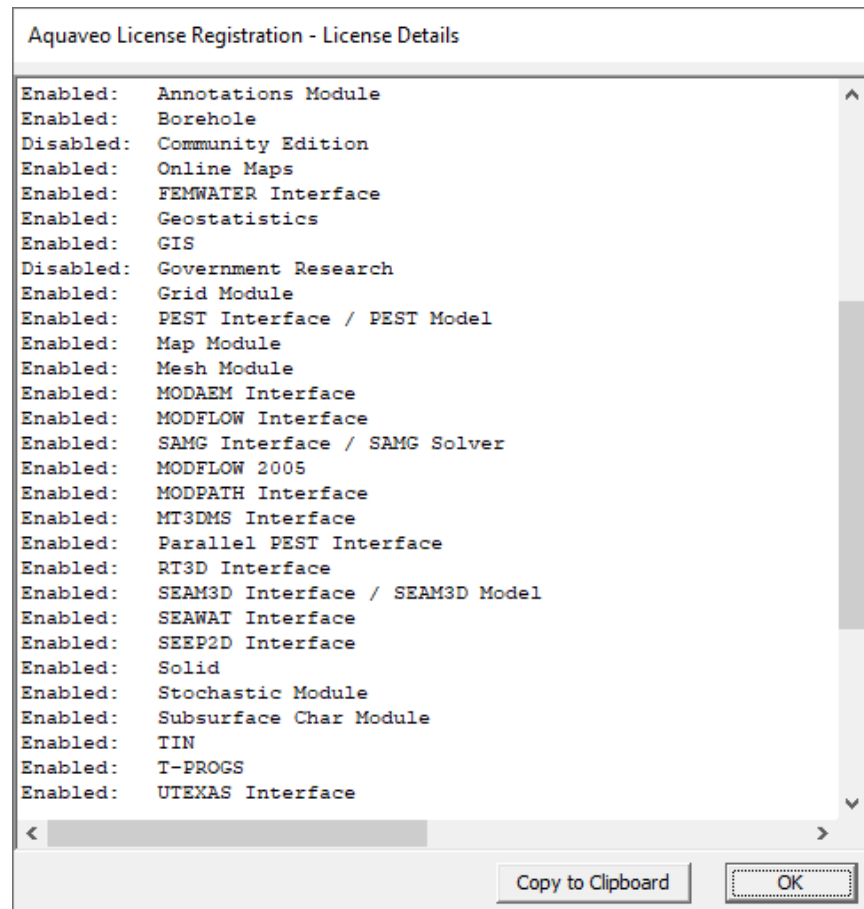 Aquaveo License Registration - License Details
Enabled: Annotations Module
Enabled: Borehole
Disabled: Community Edition
Enabled: Online Maps
Enabled: FEMWATER Interface
Enabled: Geostatistics
Enabled: GIS
Disabled: Government Research
Enabled: Grid Module
Enabled: PEST Interface / PEST Model
Enabled: Map Module
Enabled: Mesh Module
Enabled: MODAEM Interface
Enabled: MODFLOW Interface
Enabled: SAMG Interface / SAMG Solver
Enabled: MODFLOW 2005
Enabled: MODPATH Interface
Enabled: MT3DMS Interface
Enabled: Parallel PEST Interface
Enabled: RT3D Interface
Enabled: SEAM3D Interface / SEAM3D Model
Enabled: SEAWAT Interface
Enabled: SEEP2D Interface
Enabled: Solid
Enabled: Stochastic Module
Enabled: Subsurface Char Module
Enabled: TIN
Enabled: T-PROGS
Enabled: UTEXAS Interface
Copy to Clipboard OK